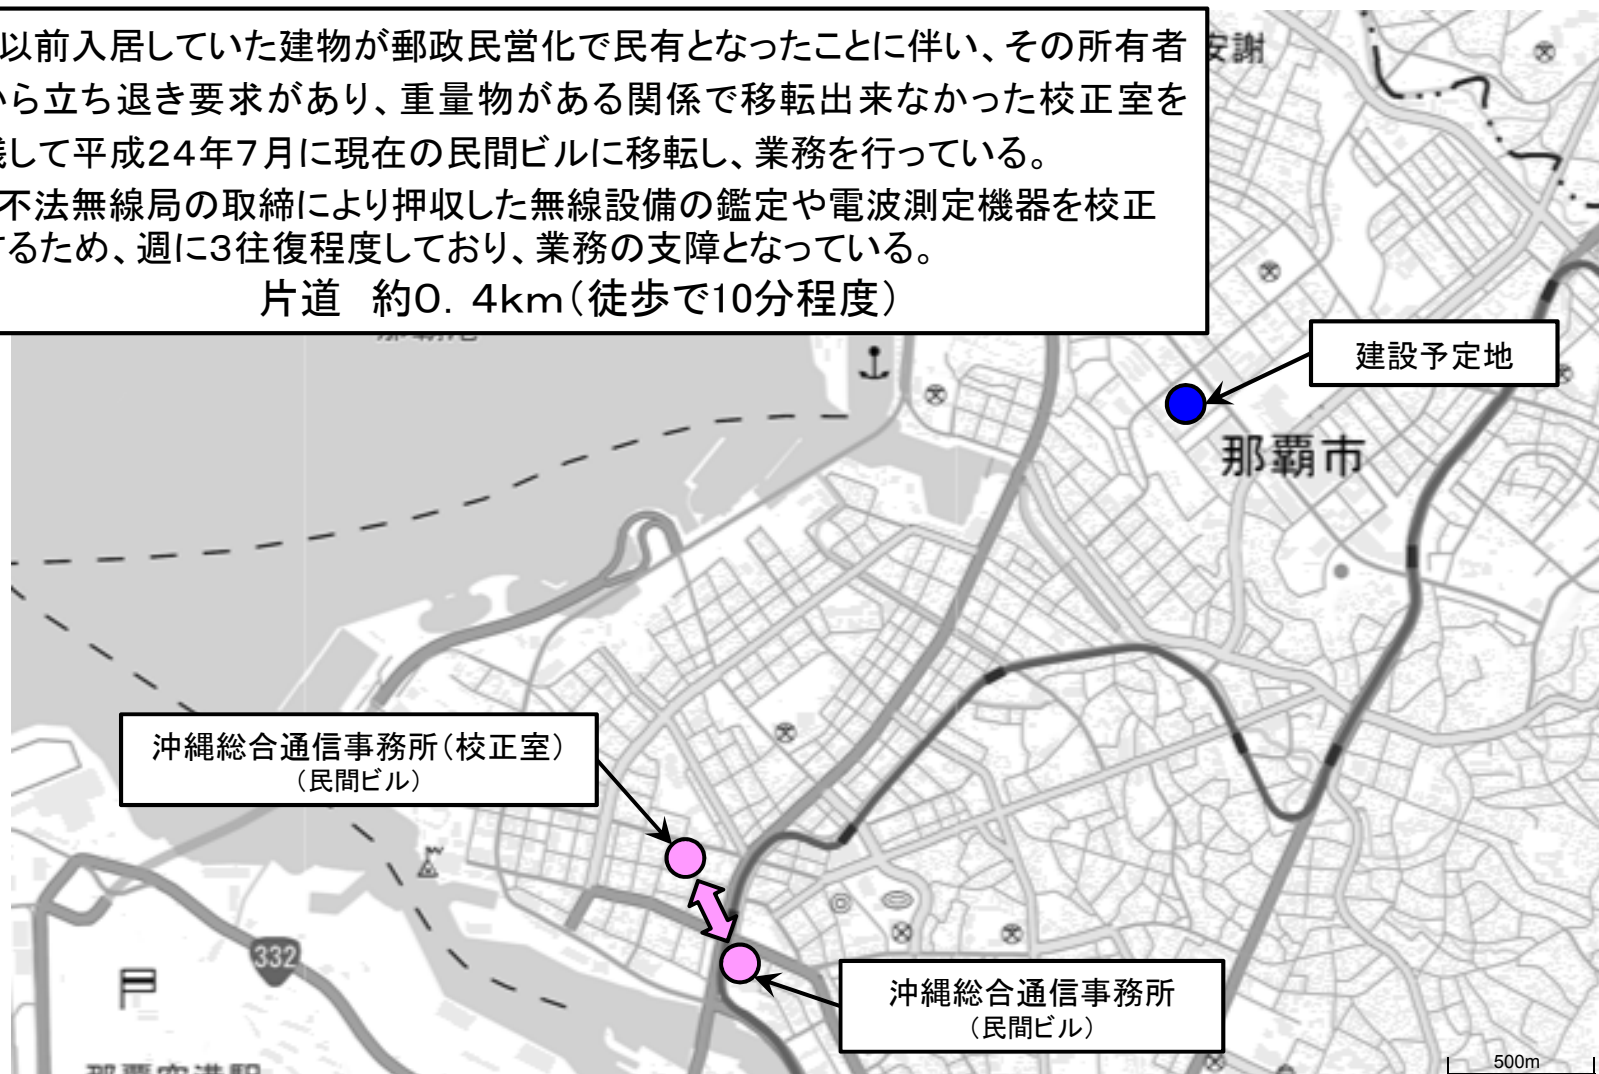 以前入居していた建物が郵政民営化で民有となったことに伴い、その所有者
から立ち退き要求があり、重量物がある関係で移転出来なかった校正室を
残して平成24年7月に現在の民間ビルに移転し、業務を行っている。
不法無線局の取締により押収した無線設備の鑑定や電波測定機器を校正
するため、週に3往復程度しており、業務の支障となっている。
片道　約0．4km（徒歩で10分程度）
安謝
建設予定地
那覇市
沖縄総合通信事務所（校正室）
（民間ビル）
332
沖縄総合通信事務所
（民間ビル）
那覇空港駅
500m